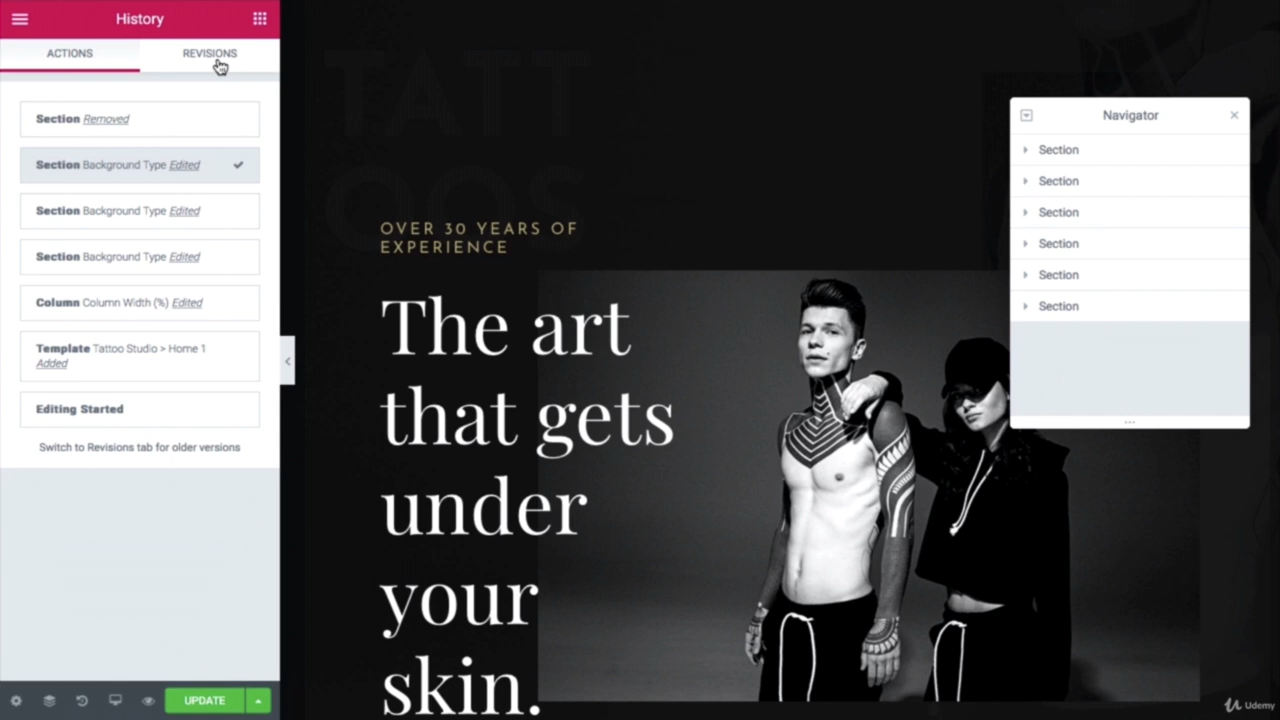 History
ACTIONS
REVISIONS
Section Removed
Section Background Type Edited
Section Background Type Edited
Section Background Type Edited
Column Column Width (%) Edited
Template Tattoo Studio > Home 1
Added
Editing Started
Switch to Revisions tab for older versions
UPDATE
TATT
OOS
OVER 30 YEARS OF
EXPERIENCE
The art
that gets
under
your
skin.
Navigator
Section
Section
Section
Section
Section
Section
Udemy